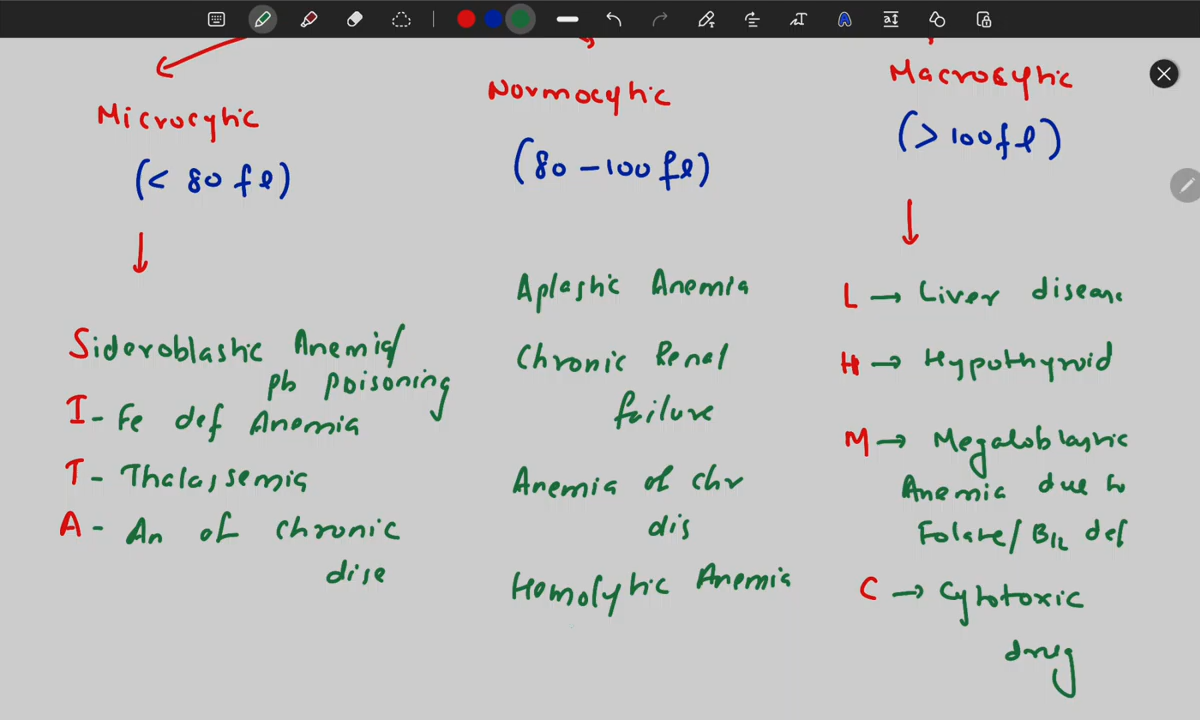 Microcytic
(< 80 fl)
Sideroblastic Anemia/
pb poisoning
I - Fe def Anemia
T - Thalassemia
A - An of chronic
dise
Normocytic
(80 - 100 fl)
Aplastic Anemia
Chronic Renal
failure
Anemia of chr
dis
Hemolytic Anemia
Macrocytic
(> 100 fl)
L → Liver disease
H → Hypothyroid
M → Megaloblastic
Anemia due to
Folate/B12 def
C → Cytotoxic
drug